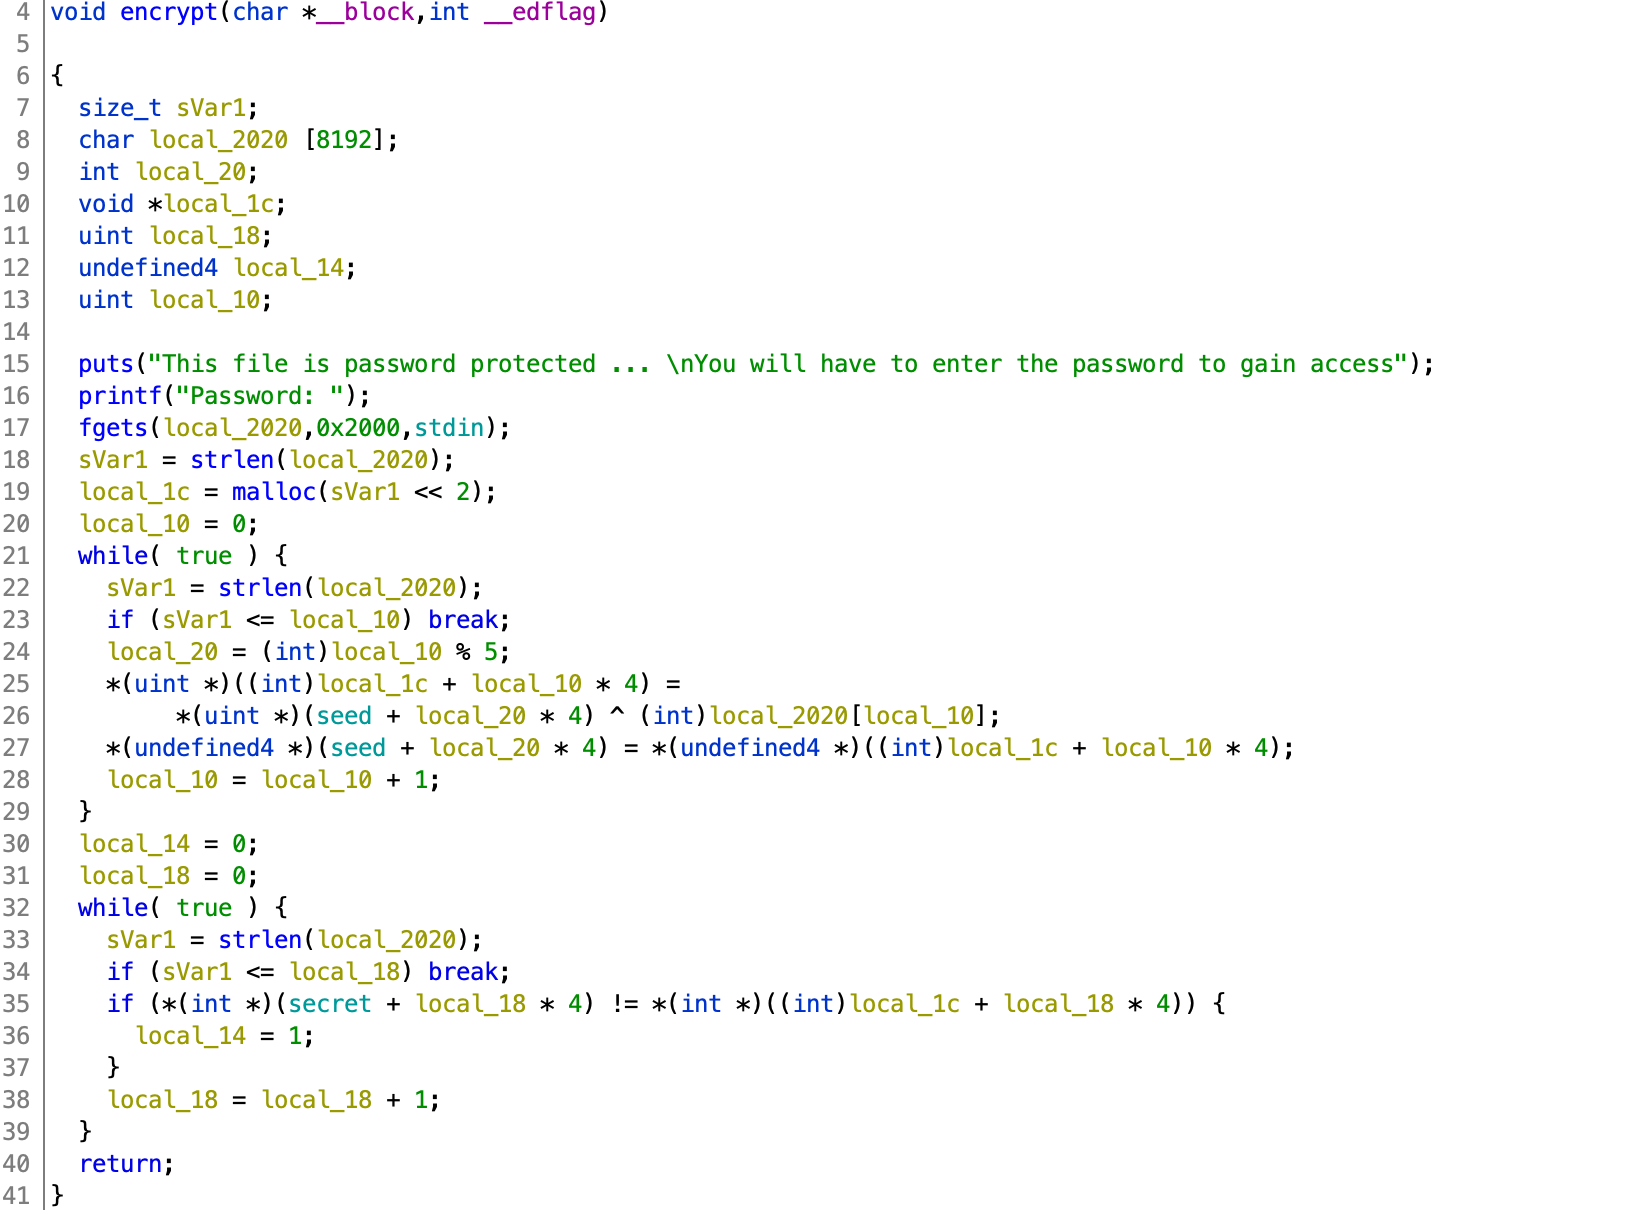 4 void encrypt(char *__block,int __edflag)
5
6 {
7   size_t sVar1;
8   char local_2020 [8192];
9   int local_20;
10   void *local_1c;
11   uint local_18;
12   undefined4 local_14;
13   uint local_10;
14
15   puts("This file is password protected ... \nYou will have to enter the password to gain access");
16   printf("Password: ");
17   fgets(local_2020,0x2000,stdin);
18   sVar1 = strlen(local_2020);
19   local_1c = malloc(sVar1 << 2);
20   local_10 = 0;
21   while( true ) {
22     sVar1 = strlen(local_2020);
23     if (sVar1 <= local_10) break;
24     local_20 = (int)local_10 % 5;
25     *(uint *)((int)local_1c + local_10 * 4) =
26          *(uint *)(seed + local_20 * 4) ^ (int)local_2020[local_10];
27     *(undefined4 *)(seed + local_20 * 4) = *(undefined4 *)((int)local_1c + local_10 * 4);
28     local_10 = local_10 + 1;
29   }
30   local_14 = 0;
31   local_18 = 0;
32   while( true ) {
33     sVar1 = strlen(local_2020);
34     if (sVar1 <= local_18) break;
35     if (*(int *)(secret + local_18 * 4) != *(int *)((int)local_1c + local_18 * 4)) {
36       local_14 = 1;
37     }
38     local_18 = local_18 + 1;
39   }
40   return;
41 }